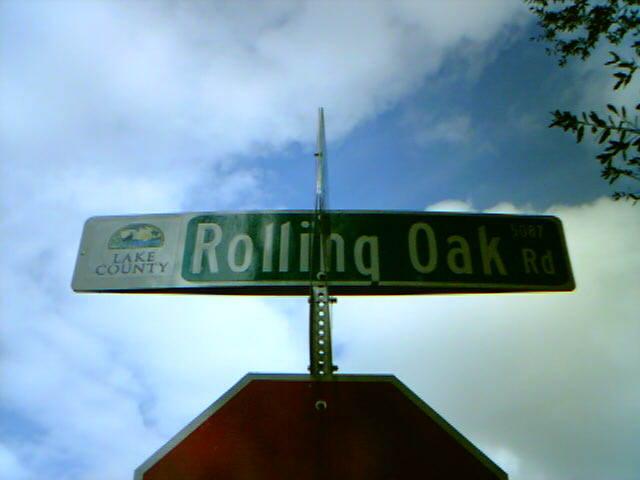 LAKE
COUNTY
Rolling Oak Rd
5087